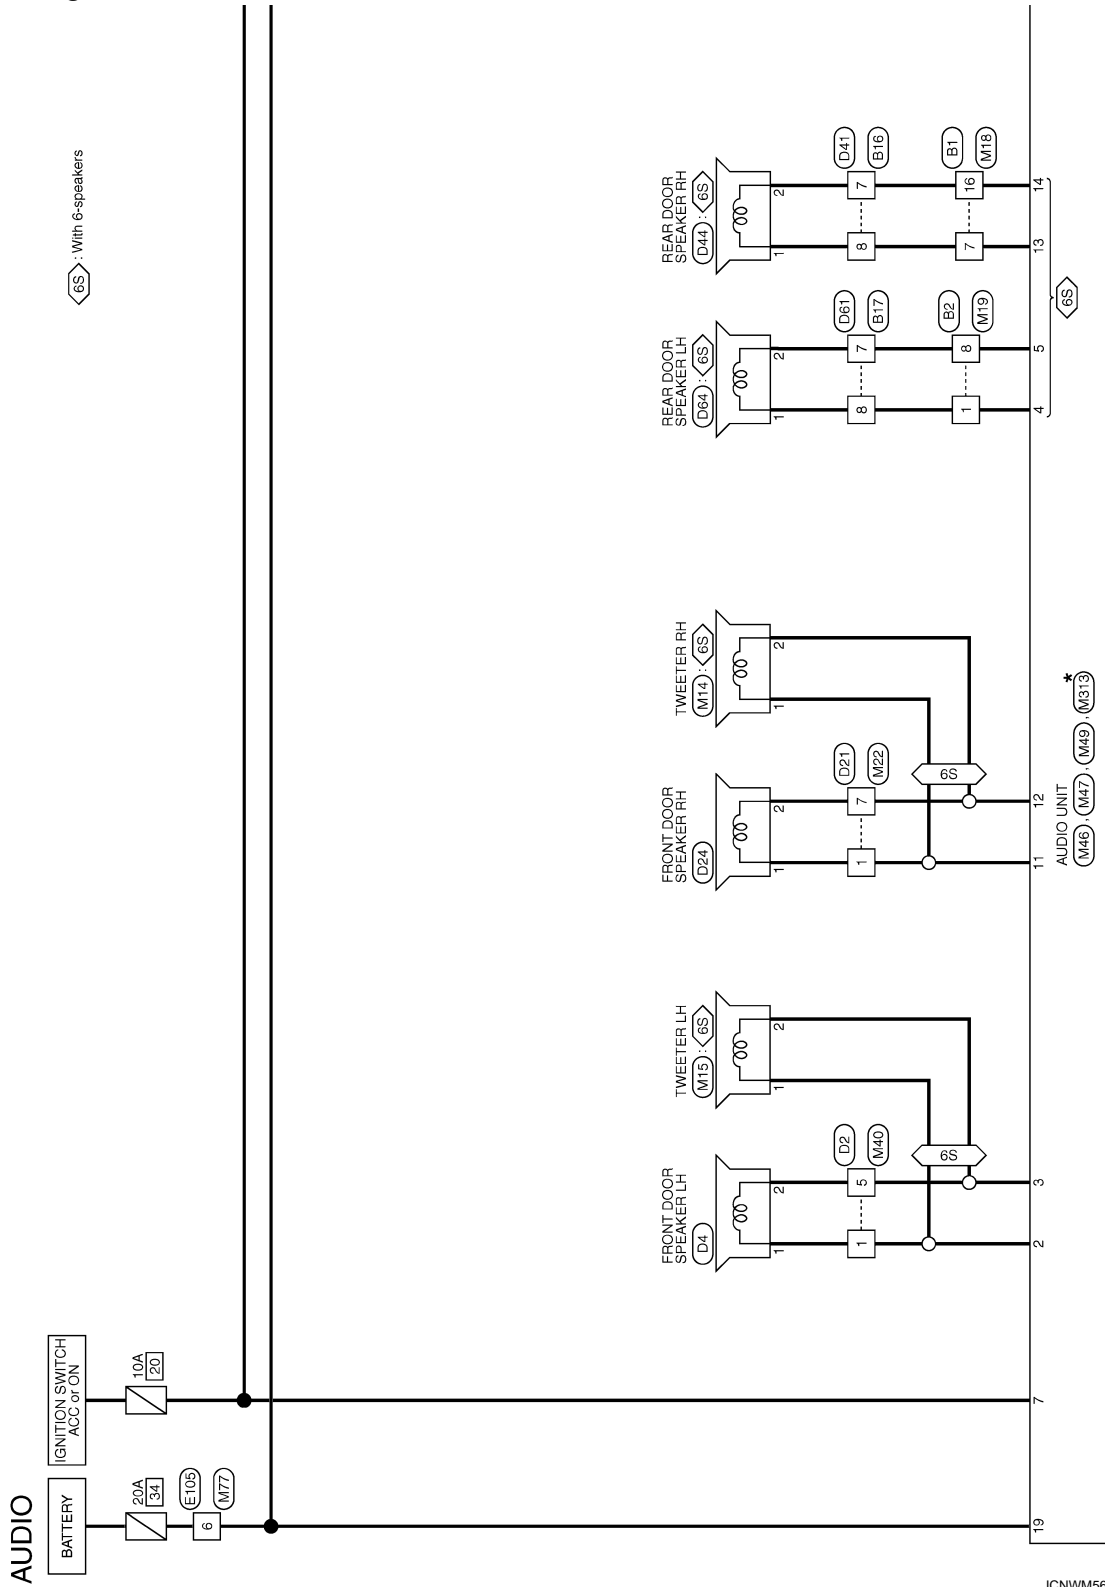 AUDIO
BATTERY
IGNITION SWITCH
ACC or ON
20A
34
10A
20
E105
M77
6
6S : With 6-speakers
FRONT DOOR
SPEAKER LH
D4
1
2
1
5
D2
M40
TWEETER LH
M15 : 6S
1
2
6S
FRONT DOOR
SPEAKER RH
D24
1
2
1
7
D21
M22
TWEETER RH
M14 : 6S
1
2
6S
REAR DOOR
SPEAKER LH
D64 : 6S
1
2
8
7
D61
B17
1
8
B2
M19
REAR DOOR
SPEAKER RH
D44 : 6S
1
2
8
7
D41
B16
7
16
B1
M18
19
7
2
3
11
12
4
5
13
14
6S
AUDIO UNIT
M46 , M47 , M49 , M313 *